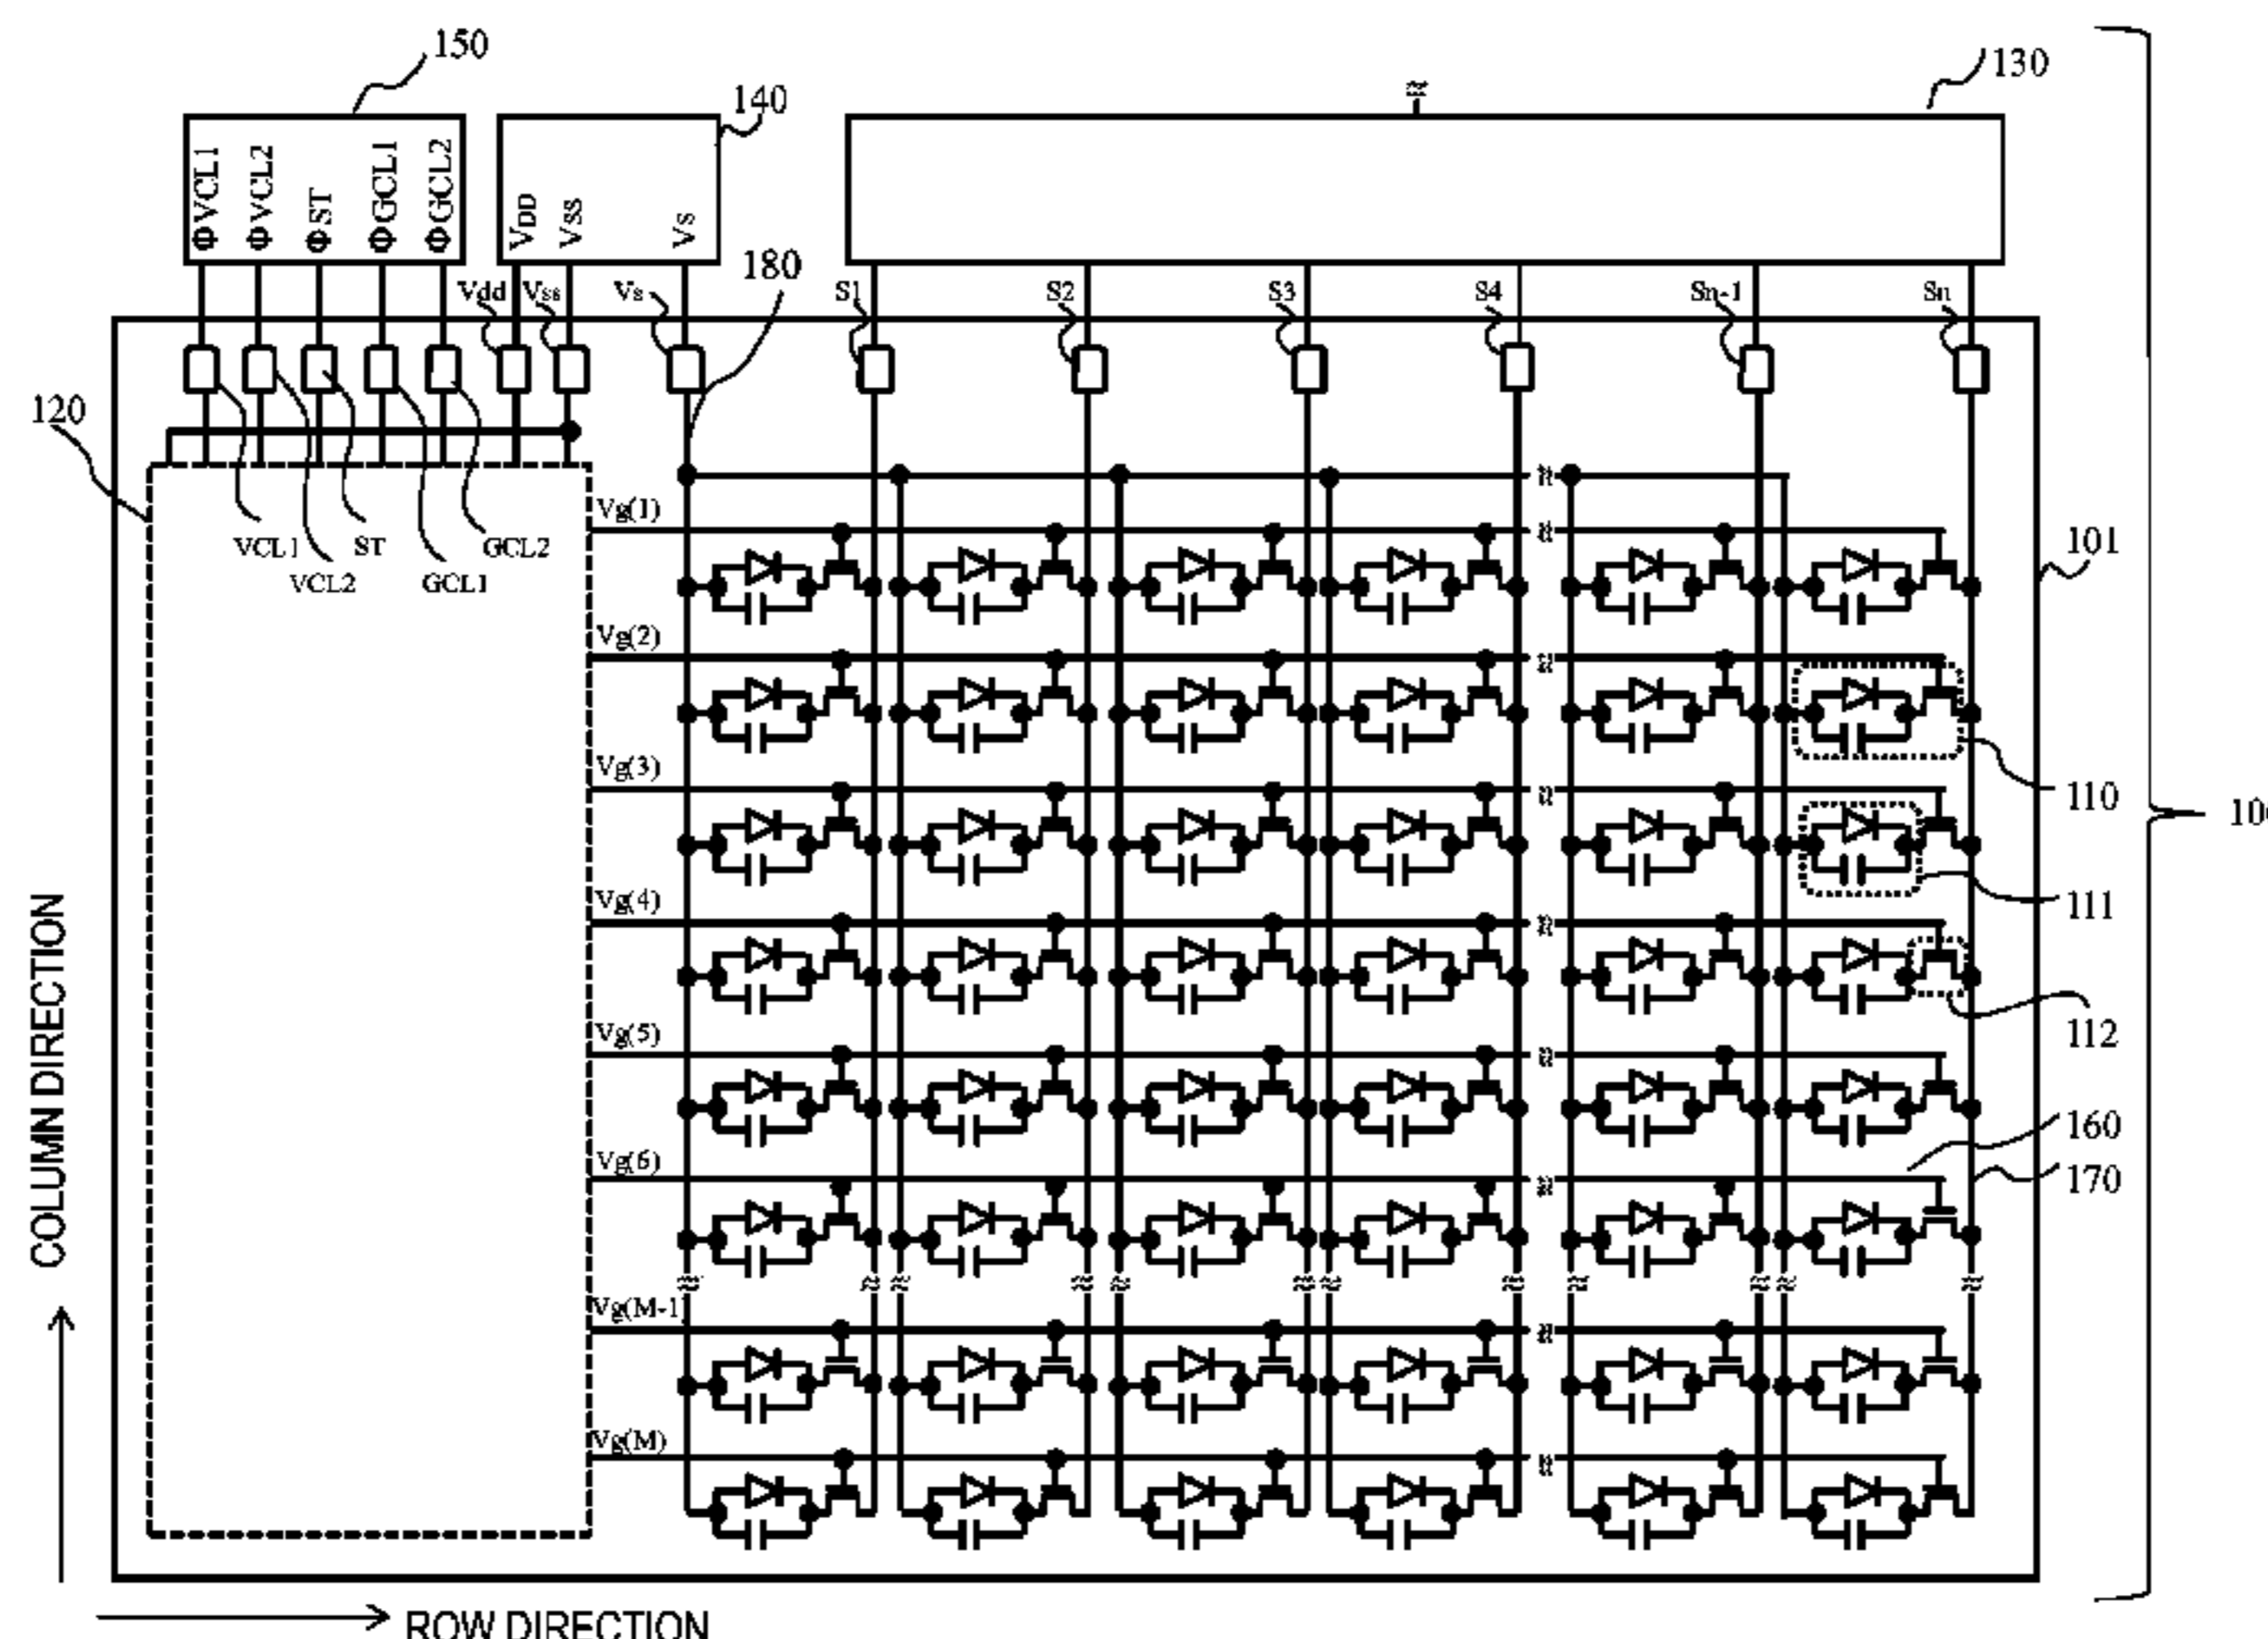 150
140
130
ΦVCL1
ΦVCL2
ΦST
ΦGCL1
ΦGCL2
VDD
VSS
VS
180
Vdd
Vss
Vs
S1
S2
S3
S4
Sn-1
Sn
120
Vg(1)
VCL1
ST
GCL2
VCL2
GCL1
101
Vg(2)
Vg(3)
110
Vg(4)
111
Vg(5)
112
Vg(6)
160
170
Vg(M-1)
Vg(M)
COLUMN DIRECTION
ROW DIRECTION